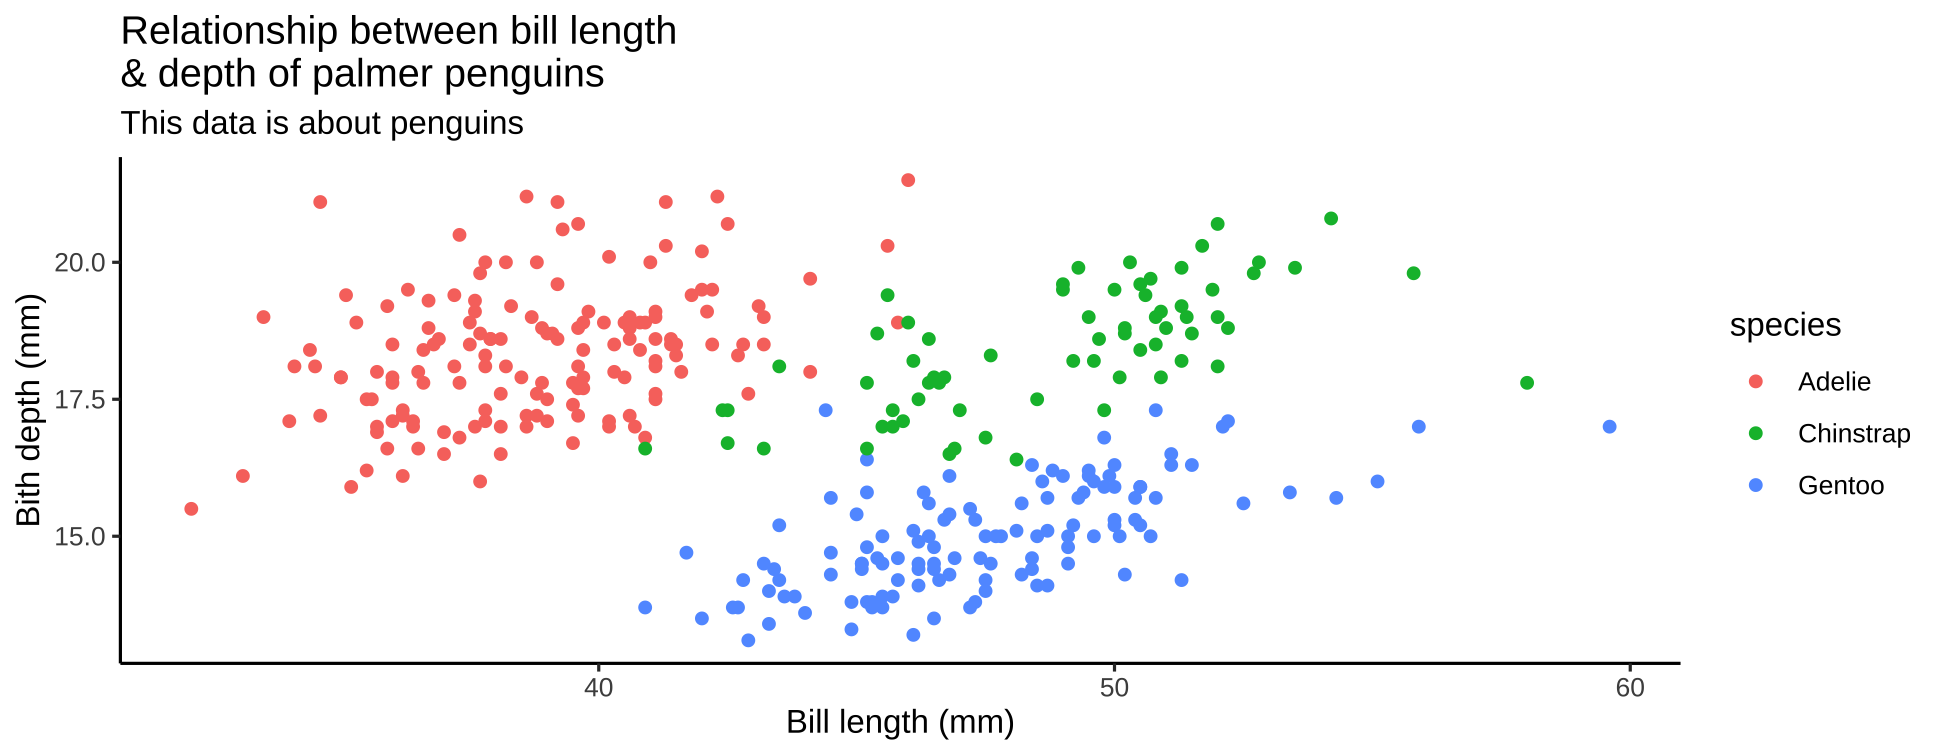 Relationship between bill length
& depth of palmer penguins
This data is about penguins
Bith depth (mm)
20.0
17.5
15.0
40
50
60
Bill length (mm)
species
Adelie
Chinstrap
Gentoo